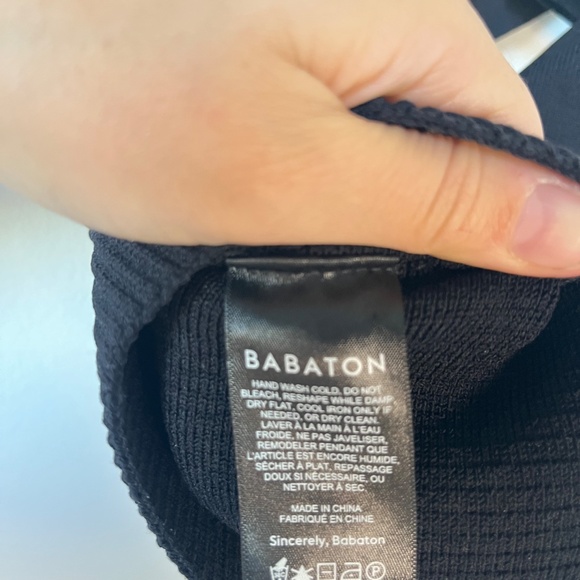 BABATON
HAND WASH COLD, DO NOT
BLEACH, RESHAPE WHILE DAMP,
DRY FLAT, COOL IRON ONLY IF
NEEDED, OR DRY CLEAN.
LAVER À LA MAIN À L'EAU
FROIDE, NE PAS JAVELISER,
REMODELER PENDANT QUE
L'ARTICLE EST ENCORE HUMIDE,
SÉCHER À PLAT, REPASSAGE
DOUX SI NÉCESSAIRE, OU
NETTOYER À SEC
MADE IN CHINA
FABRIQUÉ EN CHINE
Sincerely, Babaton
P